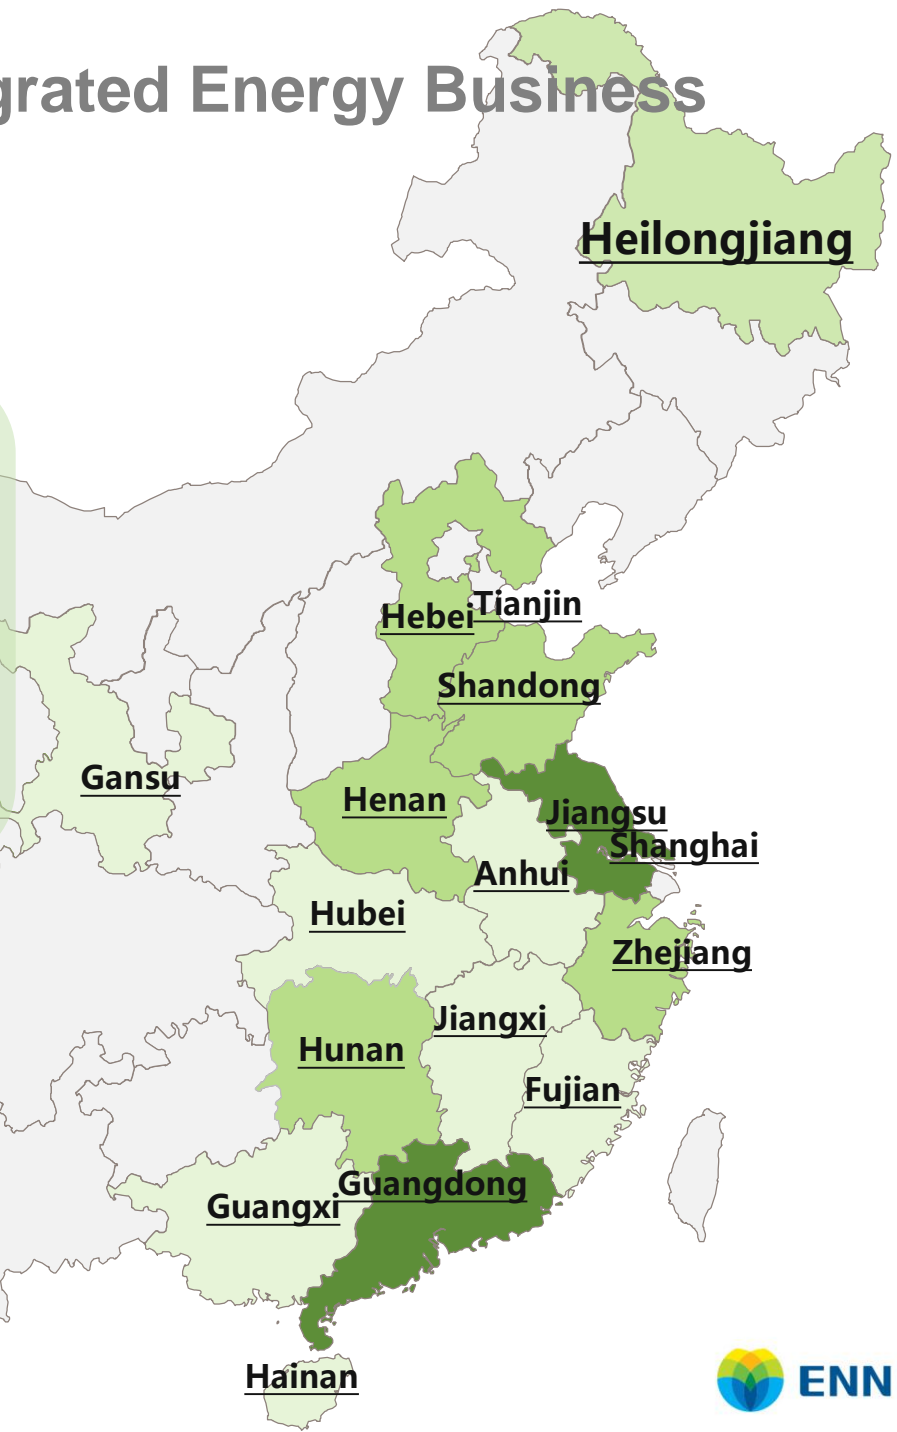 grated Energy Business
Heilongjiang
Tianjin
Hebei
Shandong
Gansu
Henan
Jiangsu
Shanghai
Anhui
Hubei
Zhejiang
Jiangxi
Hunan
Fujian
Guangdong
Guangxi
Hainan
ENN